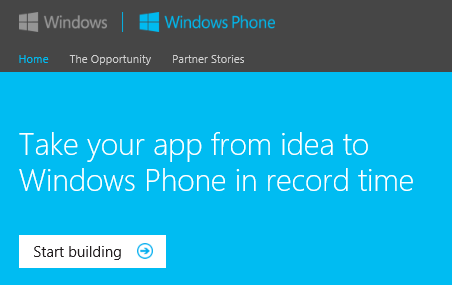 Windows | Windows Phone
Home The Opportunity Partner Stories
Take your app from idea to
Windows Phone in record time
Start building